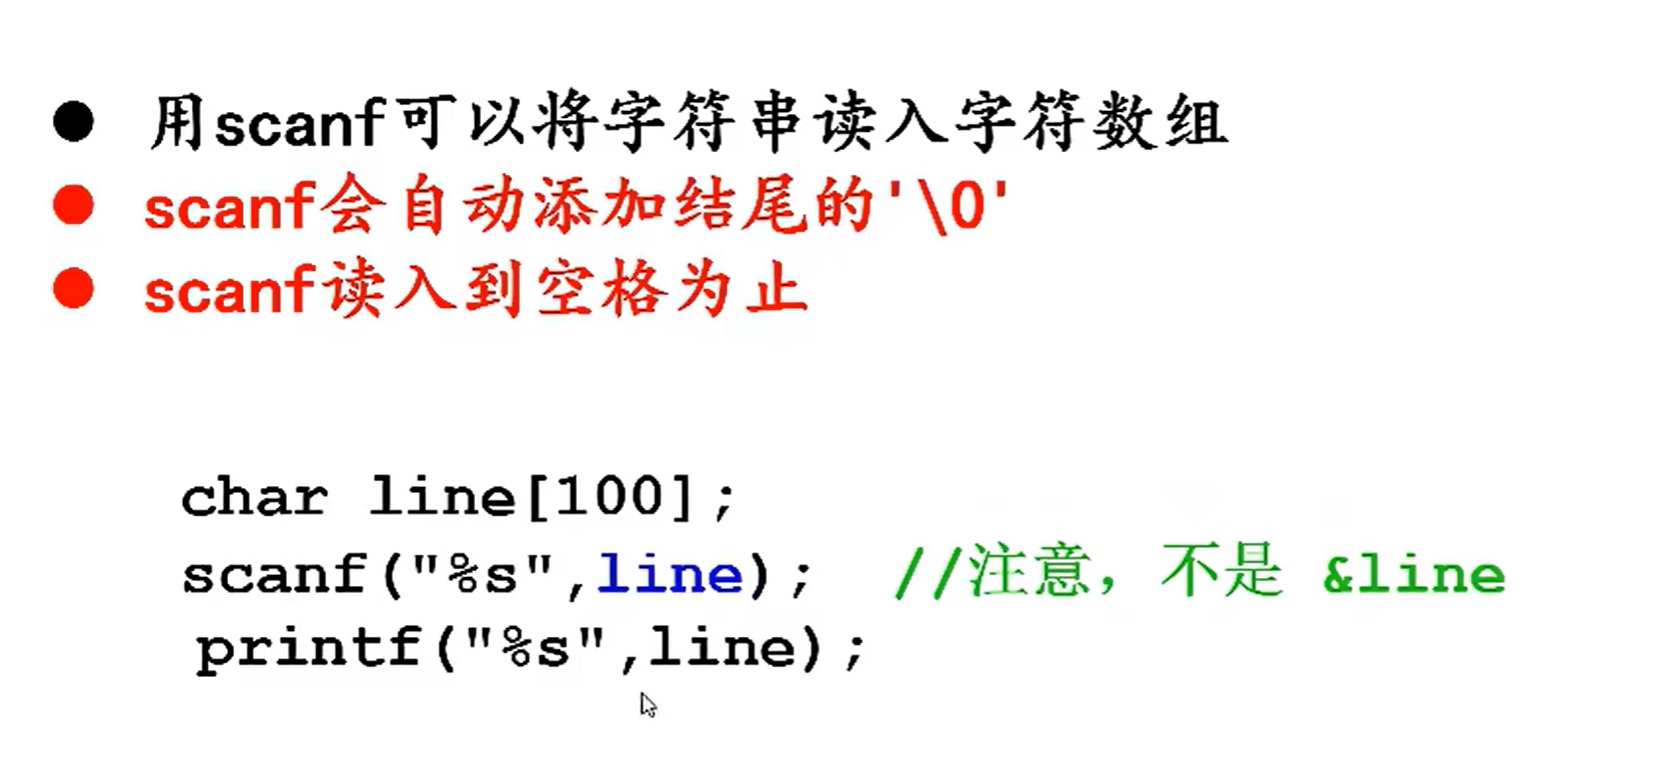 ● 用scanf可以将字符串读入字符数组
● scanf会自动添加结尾的'\0'
● scanf读入到空格为止
char line[100];
scanf("%s",line); //注意，不是 &line
printf("%s",line);